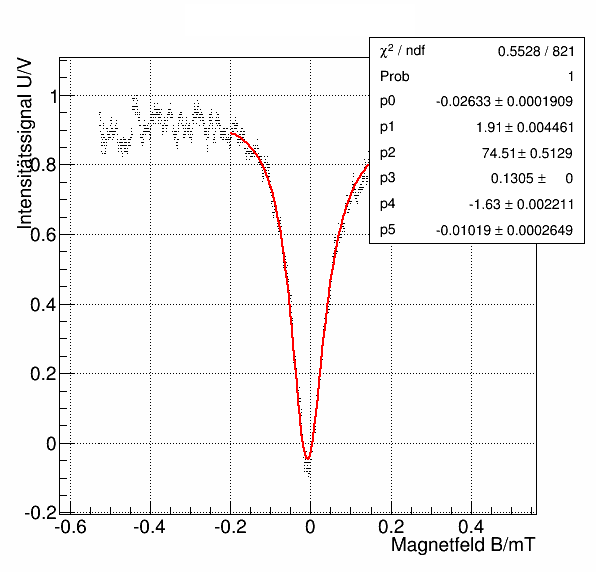 χ² / ndf 0.5528 / 821
Prob 1
p0 -0.02633 ± 0.0001909
p1 1.91 ± 0.004461
p2 74.51 ± 0.5129
p3 0.1305 ± 0
p4 -1.63 ± 0.002211
p5 -0.01019 ± 0.0002649
Intensitätssignal U/V
1
0.8
0.6
0.4
0.2
0
-0.2
-0.6 -0.4 -0.2 0 0.2 0.4
Magnetfeld B/mT